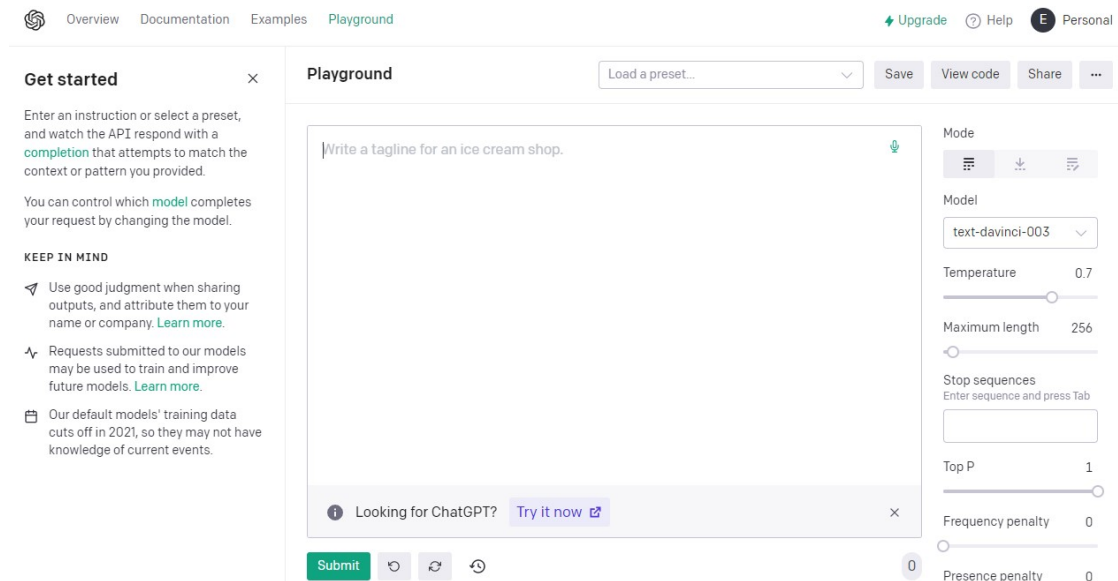 Overview Documentation Examples Playground
Upgrade Help E Personal
Get started
Enter an instruction or select a preset,
and watch the API respond with a
completion that attempts to match the
context or pattern you provided.
You can control which model completes
your request by changing the model.
KEEP IN MIND
Use good judgment when sharing
outputs, and attribute them to your
name or company. Learn more.
Requests submitted to our models
may be used to train and improve
future models. Learn more.
Our default models' training data
cuts off in 2021, so they may not have
knowledge of current events.
Playground
Load a preset...
Save View code Share ...
Write a tagline for an ice cream shop.
Looking for ChatGPT? Try it now
Submit
0
Mode
Model
text-davinci-003
Temperature 0.7
Maximum length 256
Stop sequences
Enter sequence and press Tab
Top P 1
Frequency penalty 0
Presence penalty 0